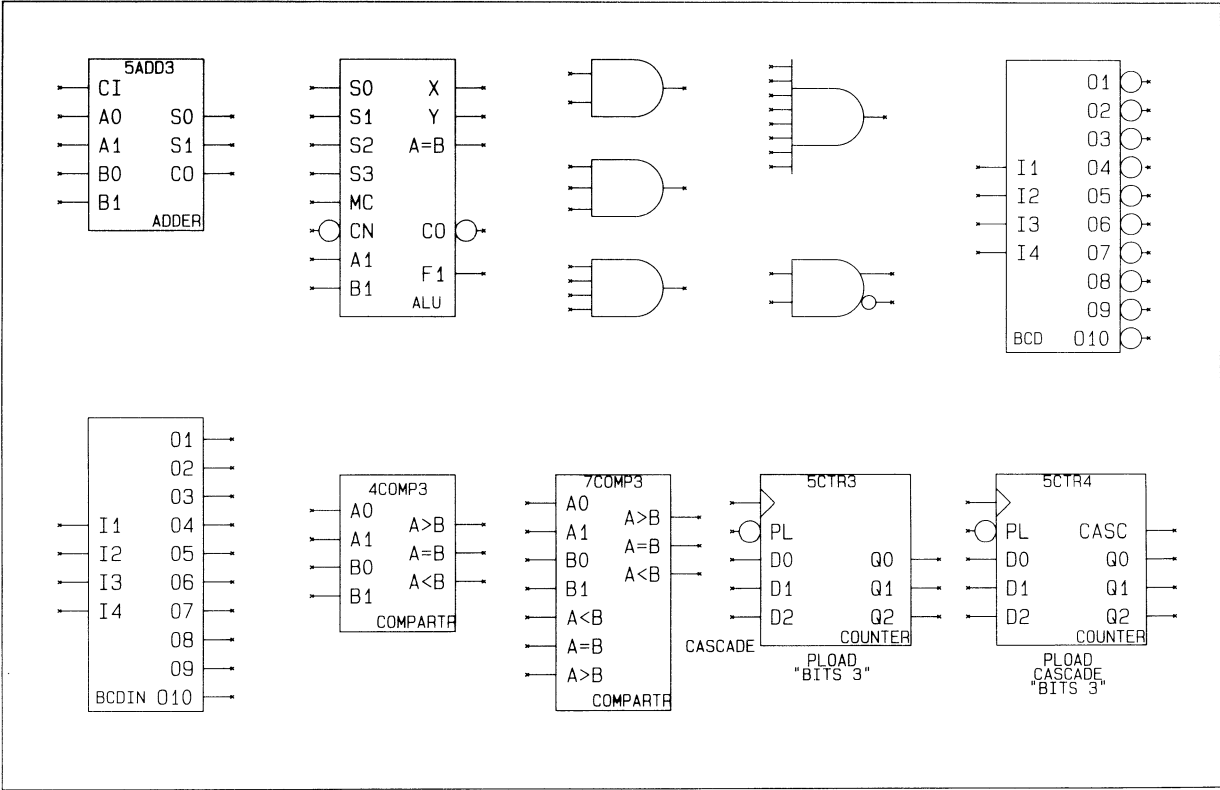 5ADD3
CI
A0 S0
A1 S1
B0 CO
B1
ADDER
S0 X
S1 Y
S2 A=B
S3
MC
CN CO
A1
F1
B1
ALU
O1
O2
O3
I1 O4
I2 O5
I3 O6
I4 O7
O8
O9
BCD O10
O1
O2
O3
I1 O4
I2 O5
I3 O6
I4 O7
O8
O9
BCDIN O10
4COMP3
A0
A>B
A1
A=B
B0
A<B
B1
COMPARTR
7COMP3
A0
A>B
A1
A=B
B0
A<B
B1
A<B
A=B
A>B
COMPARTR
CASCADE
5CTR3
PL
D0 Q0
D1 Q1
D2 Q2
COUNTER
PLOAD
"BITS 3"
5CTR4
PL CASC
D0 Q0
D1 Q1
D2 Q2
COUNTER
PLOAD
CASCADE
"BITS 3"